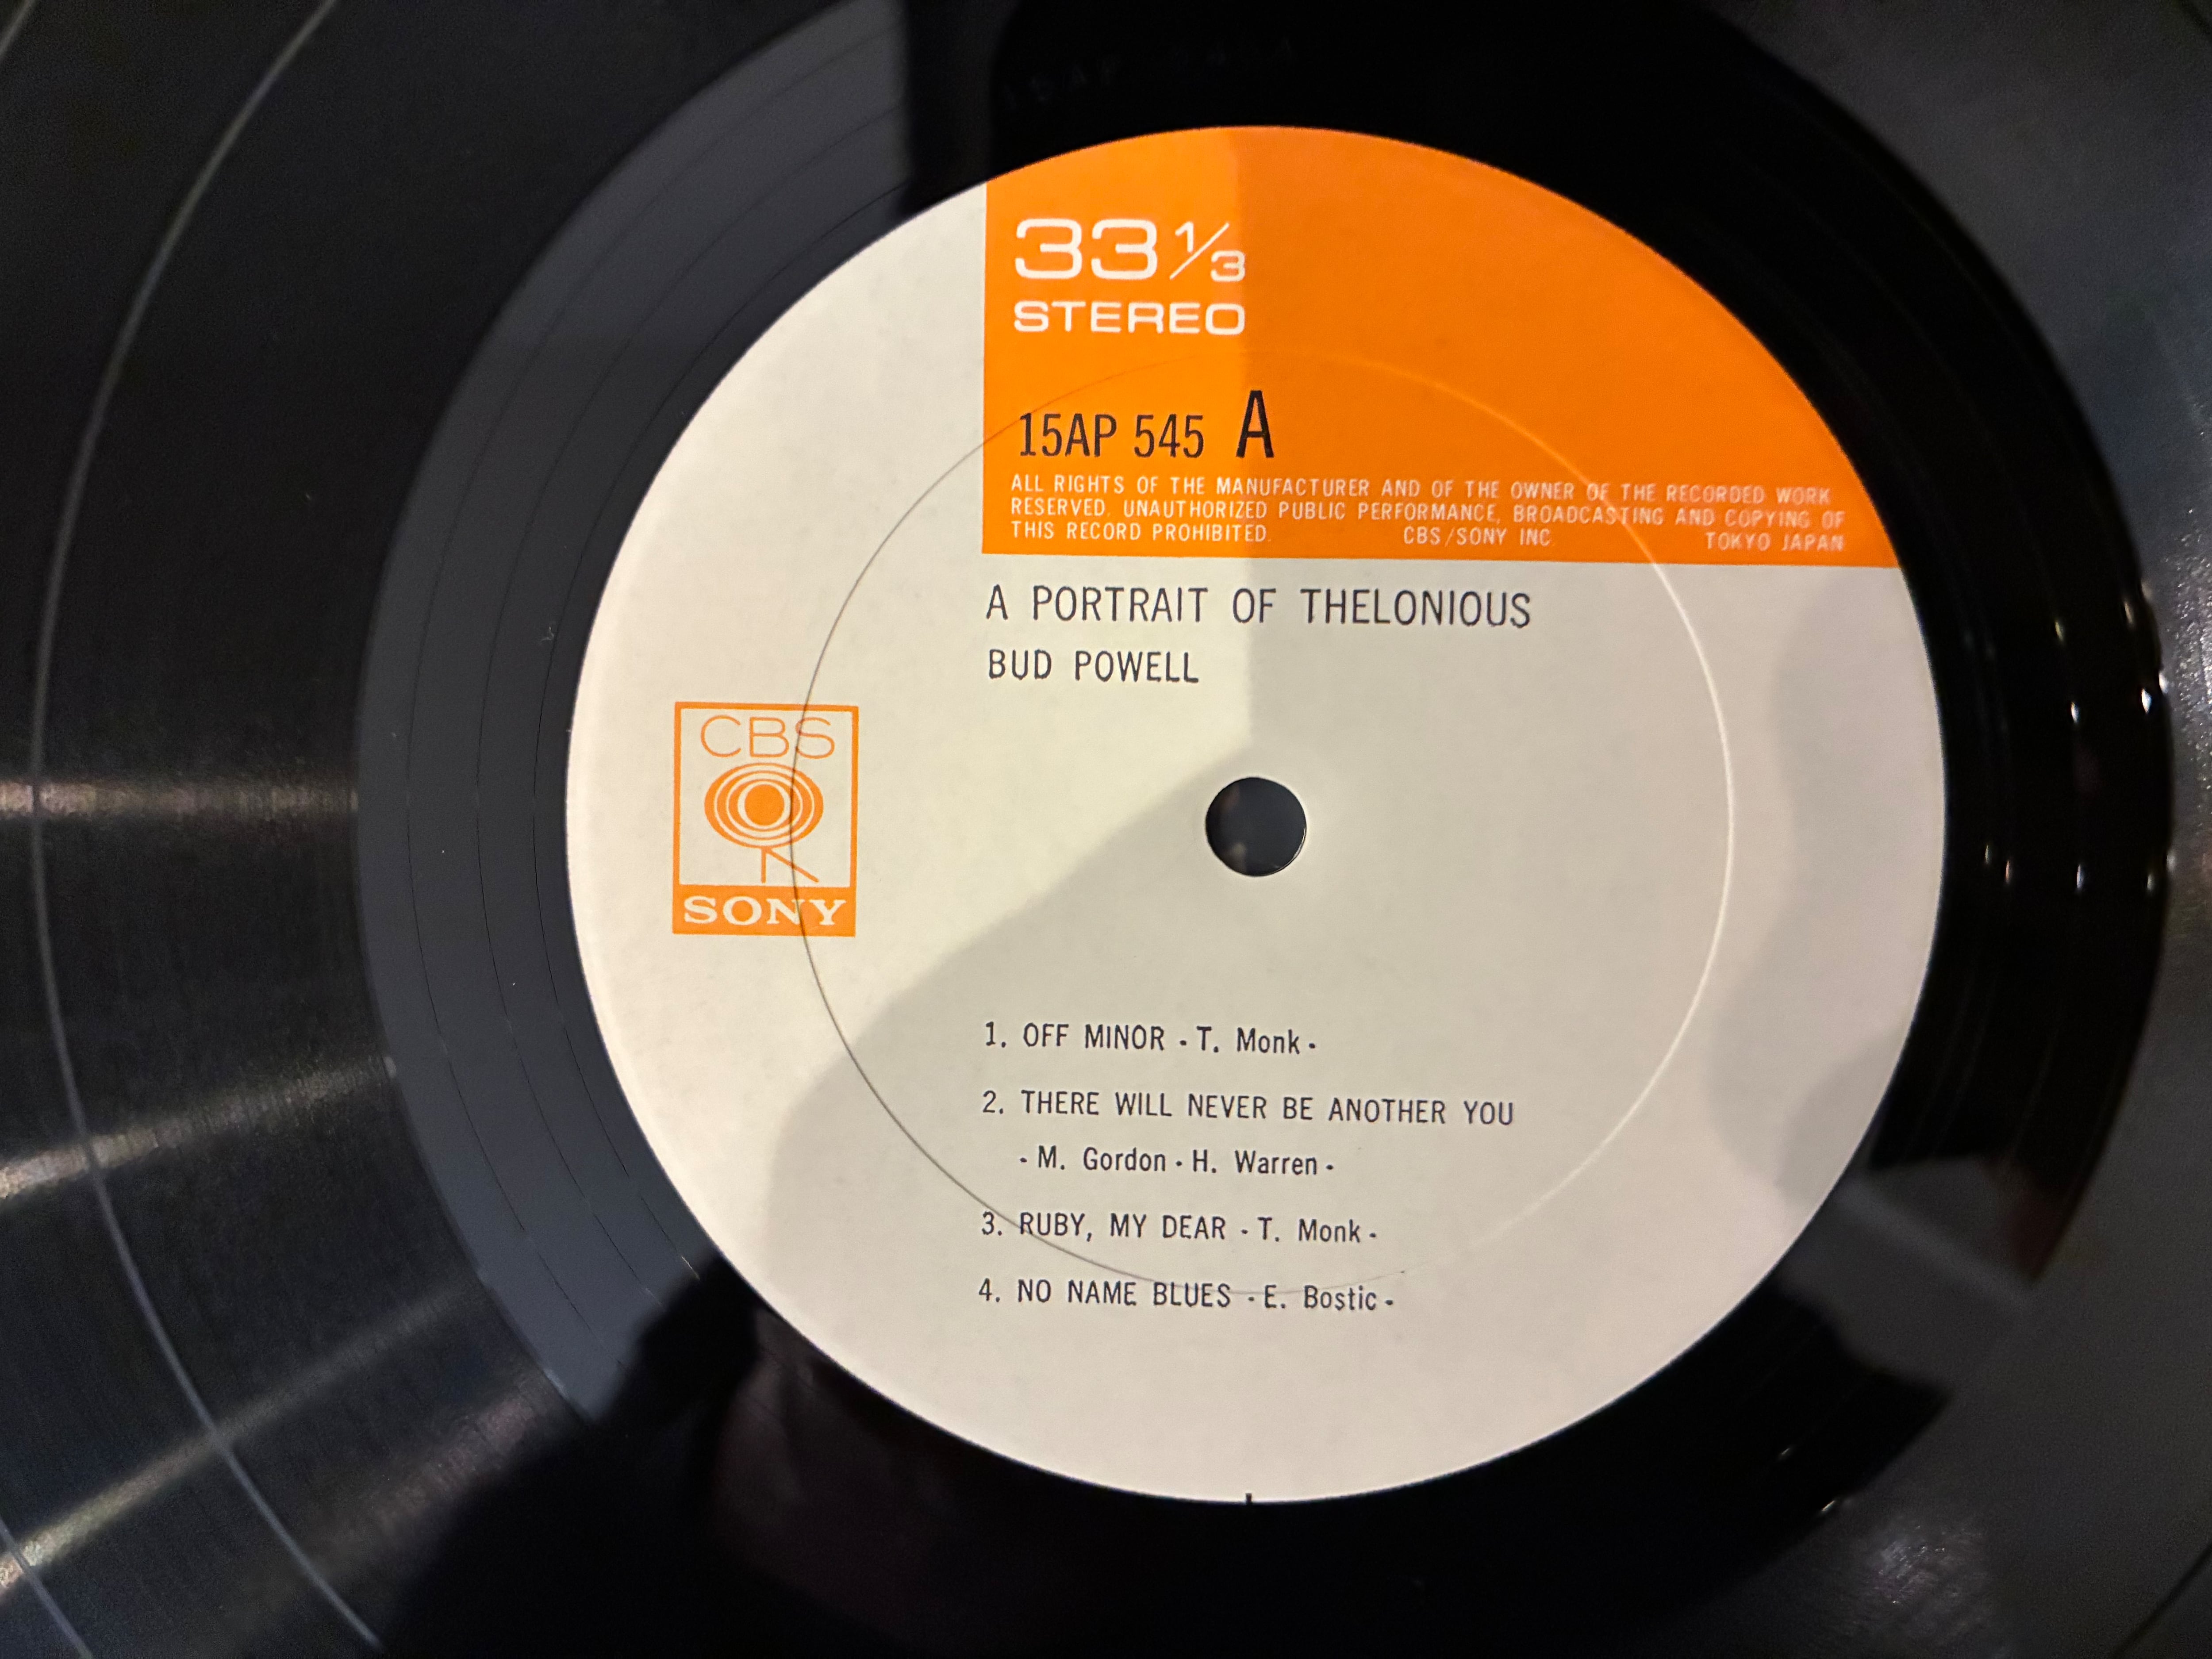 33 1/3
STEREO
15AP 545 A
ALL RIGHTS OF THE MANUFACTURER AND OF THE OWNER OF THE RECORDED WORK
RESERVED. UNAUTHORIZED PUBLIC PERFORMANCE, BROADCASTING AND COPYING OF
THIS RECORD PROHIBITED. CBS/SONY INC. TOKYO JAPAN
A PORTRAIT OF THELONIOUS
BUD POWELL
CBS
SONY
1. OFF MINOR - T. Monk -
2. THERE WILL NEVER BE ANOTHER YOU
- M. Gordon - H. Warren -
3. RUBY, MY DEAR - T. Monk -
4. NO NAME BLUES - E. Bostic -